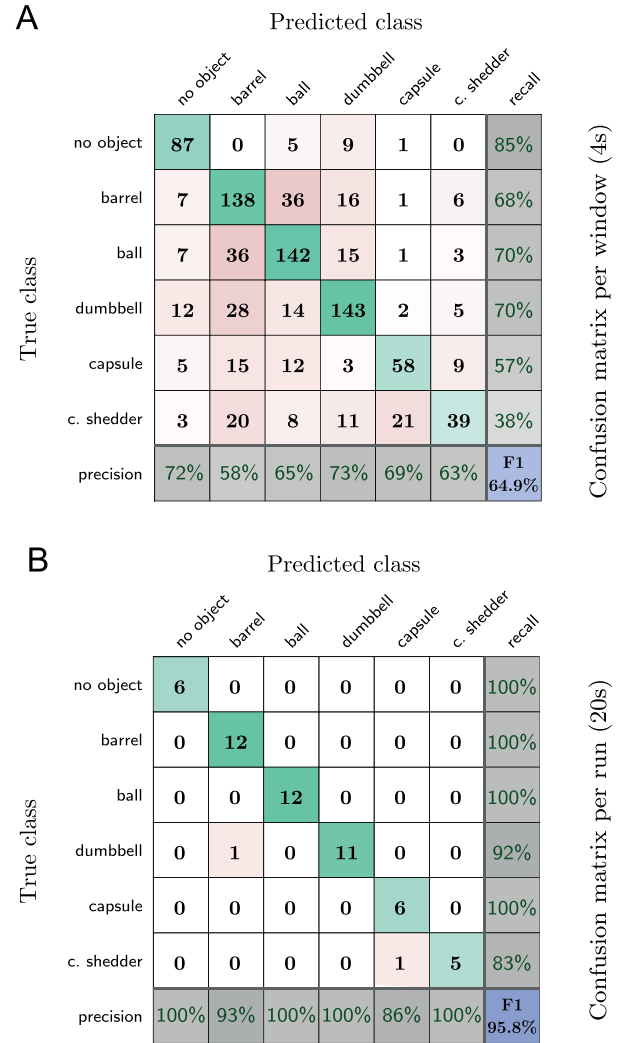 A
Predicted class
no object barrel ball dumbbell capsule c. shedder recall
no object 87 0 5 9 1 0 85%
barrel 7 138 36 16 1 6 68%
ball 7 36 142 15 1 3 70%
dumbbell 12 28 14 143 2 5 70%
capsule 5 15 12 3 58 9 57%
c. shedder 3 20 8 11 21 39 38%
precision 72% 58% 65% 73% 69% 63% F1
64.9%
True class
Confusion matrix per window (4s)
B
Predicted class
no object barrel ball dumbbell capsule c. shedder recall
no object 6 0 0 0 0 0 100%
barrel 0 12 0 0 0 0 100%
ball 0 0 12 0 0 0 100%
dumbbell 0 1 0 11 0 0 92%
capsule 0 0 0 0 6 0 100%
c. shedder 0 0 0 0 1 5 83%
precision 100% 93% 100% 100% 86% 100% F1
95.8%
True class
Confusion matrix per run (20s)